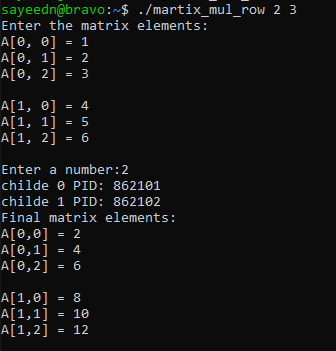 sayeedn@bravo:~$ ./martix_mul_row 2 3
Enter the matrix elements:
A[0, 0] = 1
A[0, 1] = 2
A[0, 2] = 3
A[1, 0] = 4
A[1, 1] = 5
A[1, 2] = 6
Enter a number:2
childe 0 PID: 862101
childe 1 PID: 862102
Final matrix elements:
A[0,0] = 2
A[0,1] = 4
A[0,2] = 6
A[1,0] = 8
A[1,1] = 10
A[1,2] = 12